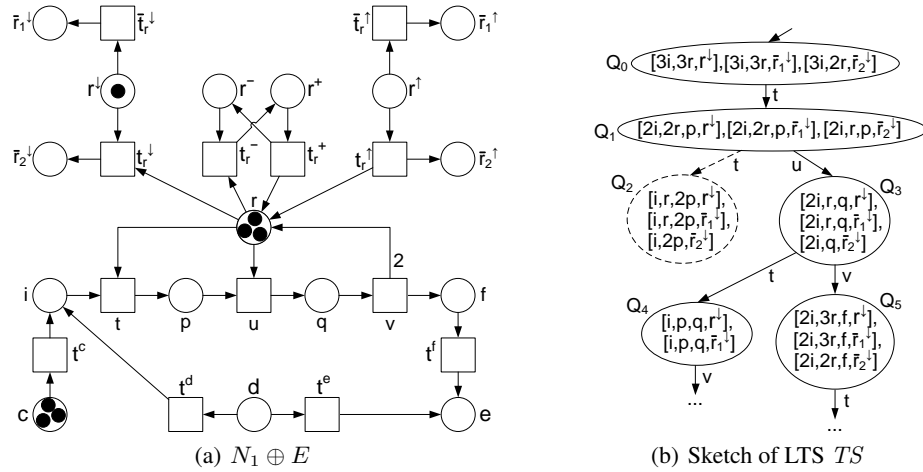 r̄₁↓ t̄ᵣ↓ t̄ᵣ↑ r̄₁↑
r↓ r⁻ r⁺ r↑
r̄₂↓ tᵣ↓ tᵣ⁻ tᵣ⁺ tᵣ↑ r̄₂↑
r
2
i f
t p u q v
tᶜ tᶠ
tᵈ d tᵉ
c e
(a) N₁ ⊕ E
Q₀ [3i,3r,r↓],[3i,3r,r̄₁↓],[3i,2r,r̄₂↓]
t
Q₁ [2i,2r,p,r↓],[2i,2r,p,r̄₁↓],[2i,r,p,r̄₂↓]
t u
Q₂ Q₃
[i,r,2p,r↓],
[i,r,2p,r̄₁↓],
[i,2p,r̄₂↓]
[2i,r,q,r↓],
[2i,r,q,r̄₁↓],
[2i,q,r̄₂↓]
t v
Q₄ Q₅
[i,p,q,r↓],
[i,p,q,r̄₁↓]
[2i,3r,f,r↓],
[2i,3r,f,r̄₁↓],
[2i,2r,f,r̄₂↓]
v t
... ...
(b) Sketch of LTS TS